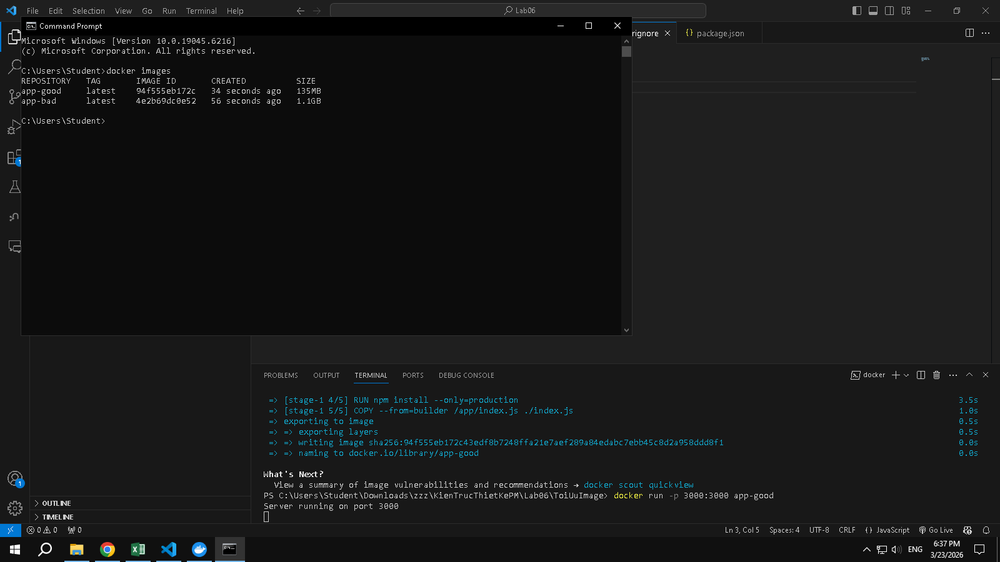 File Edit Selection View Go Run Terminal Help
Lab06
Command Prompt
rignore
{} package.json
Microsoft Windows [Version 10.0.19045.6216]
(c) Microsoft Corporation. All rights reserved.
C:\Users\Student>docker images
REPOSITORY TAG IMAGE ID CREATED SIZE
app-good latest 94f555eb172c 34 seconds ago 135MB
app-bad latest 4e2b69dc0e52 56 seconds ago 1.1GB
C:\Users\Student>
1
PROBLEMS OUTPUT TERMINAL PORTS DEBUG CONSOLE
docker
=> [stage-1 4/5] RUN npm install --only=production 3.5s
=> [stage-1 5/5] COPY --from=builder /app/index.js ./index.js 1.0s
=> exporting to image 0.5s
=> => exporting layers 0.5s
=> => writing image sha256:94f555eb172c43edf8b7248ffa21e7aef289a84edabc7ebb45c8d2a958ddd8f1 0.0s
=> => naming to docker.io/library/app-good 0.0s
What's Next?
View a summary of image vulnerabilities and recommendations → docker scout quickview
PS C:\Users\Student\Downloads\zzz\KienTrucThietKePM\Lab06\ToiUuImage> docker run -p 3000:3000 app-good
Server running on port 3000
1
OUTLINE
TIMELINE
0 0 0
Ln 3, Col 5 Spaces: 4 UTF-8 CRLF {} JavaScript Go Live
ENG
6:37 PM
3/23/2026